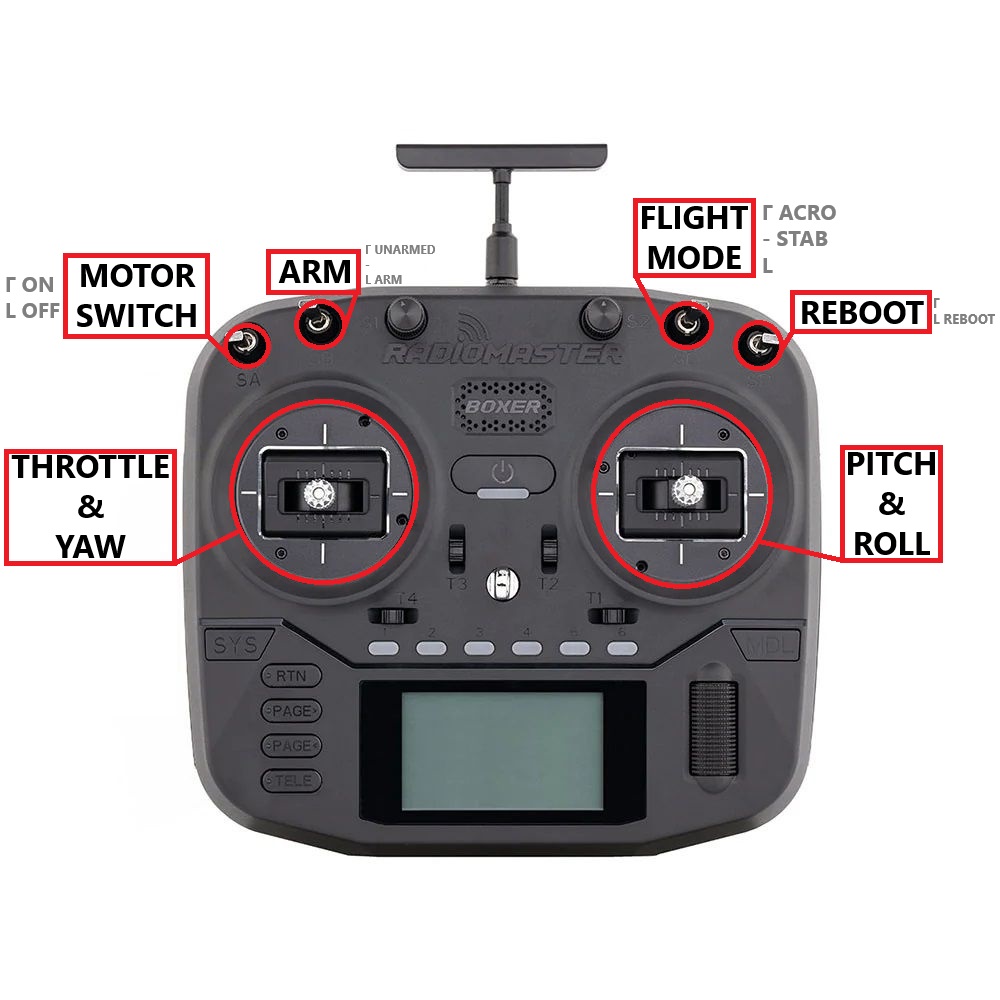 FLIGHT
MODE
Γ ACRO
- STAB
L
MOTOR
SWITCH
Γ ON
L OFF
ARM
Γ UNARMED
-
L ARM
REBOOT
Γ
L REBOOT
S1
S2
SA
RADIOMASTER
BOXER
THROTTLE
&
YAW
PITCH
&
ROLL
T3
T2
T4
T1
1
2
3
4
5
6
SYS
MDL
RTN
PAGE>
PAGE<
TELE